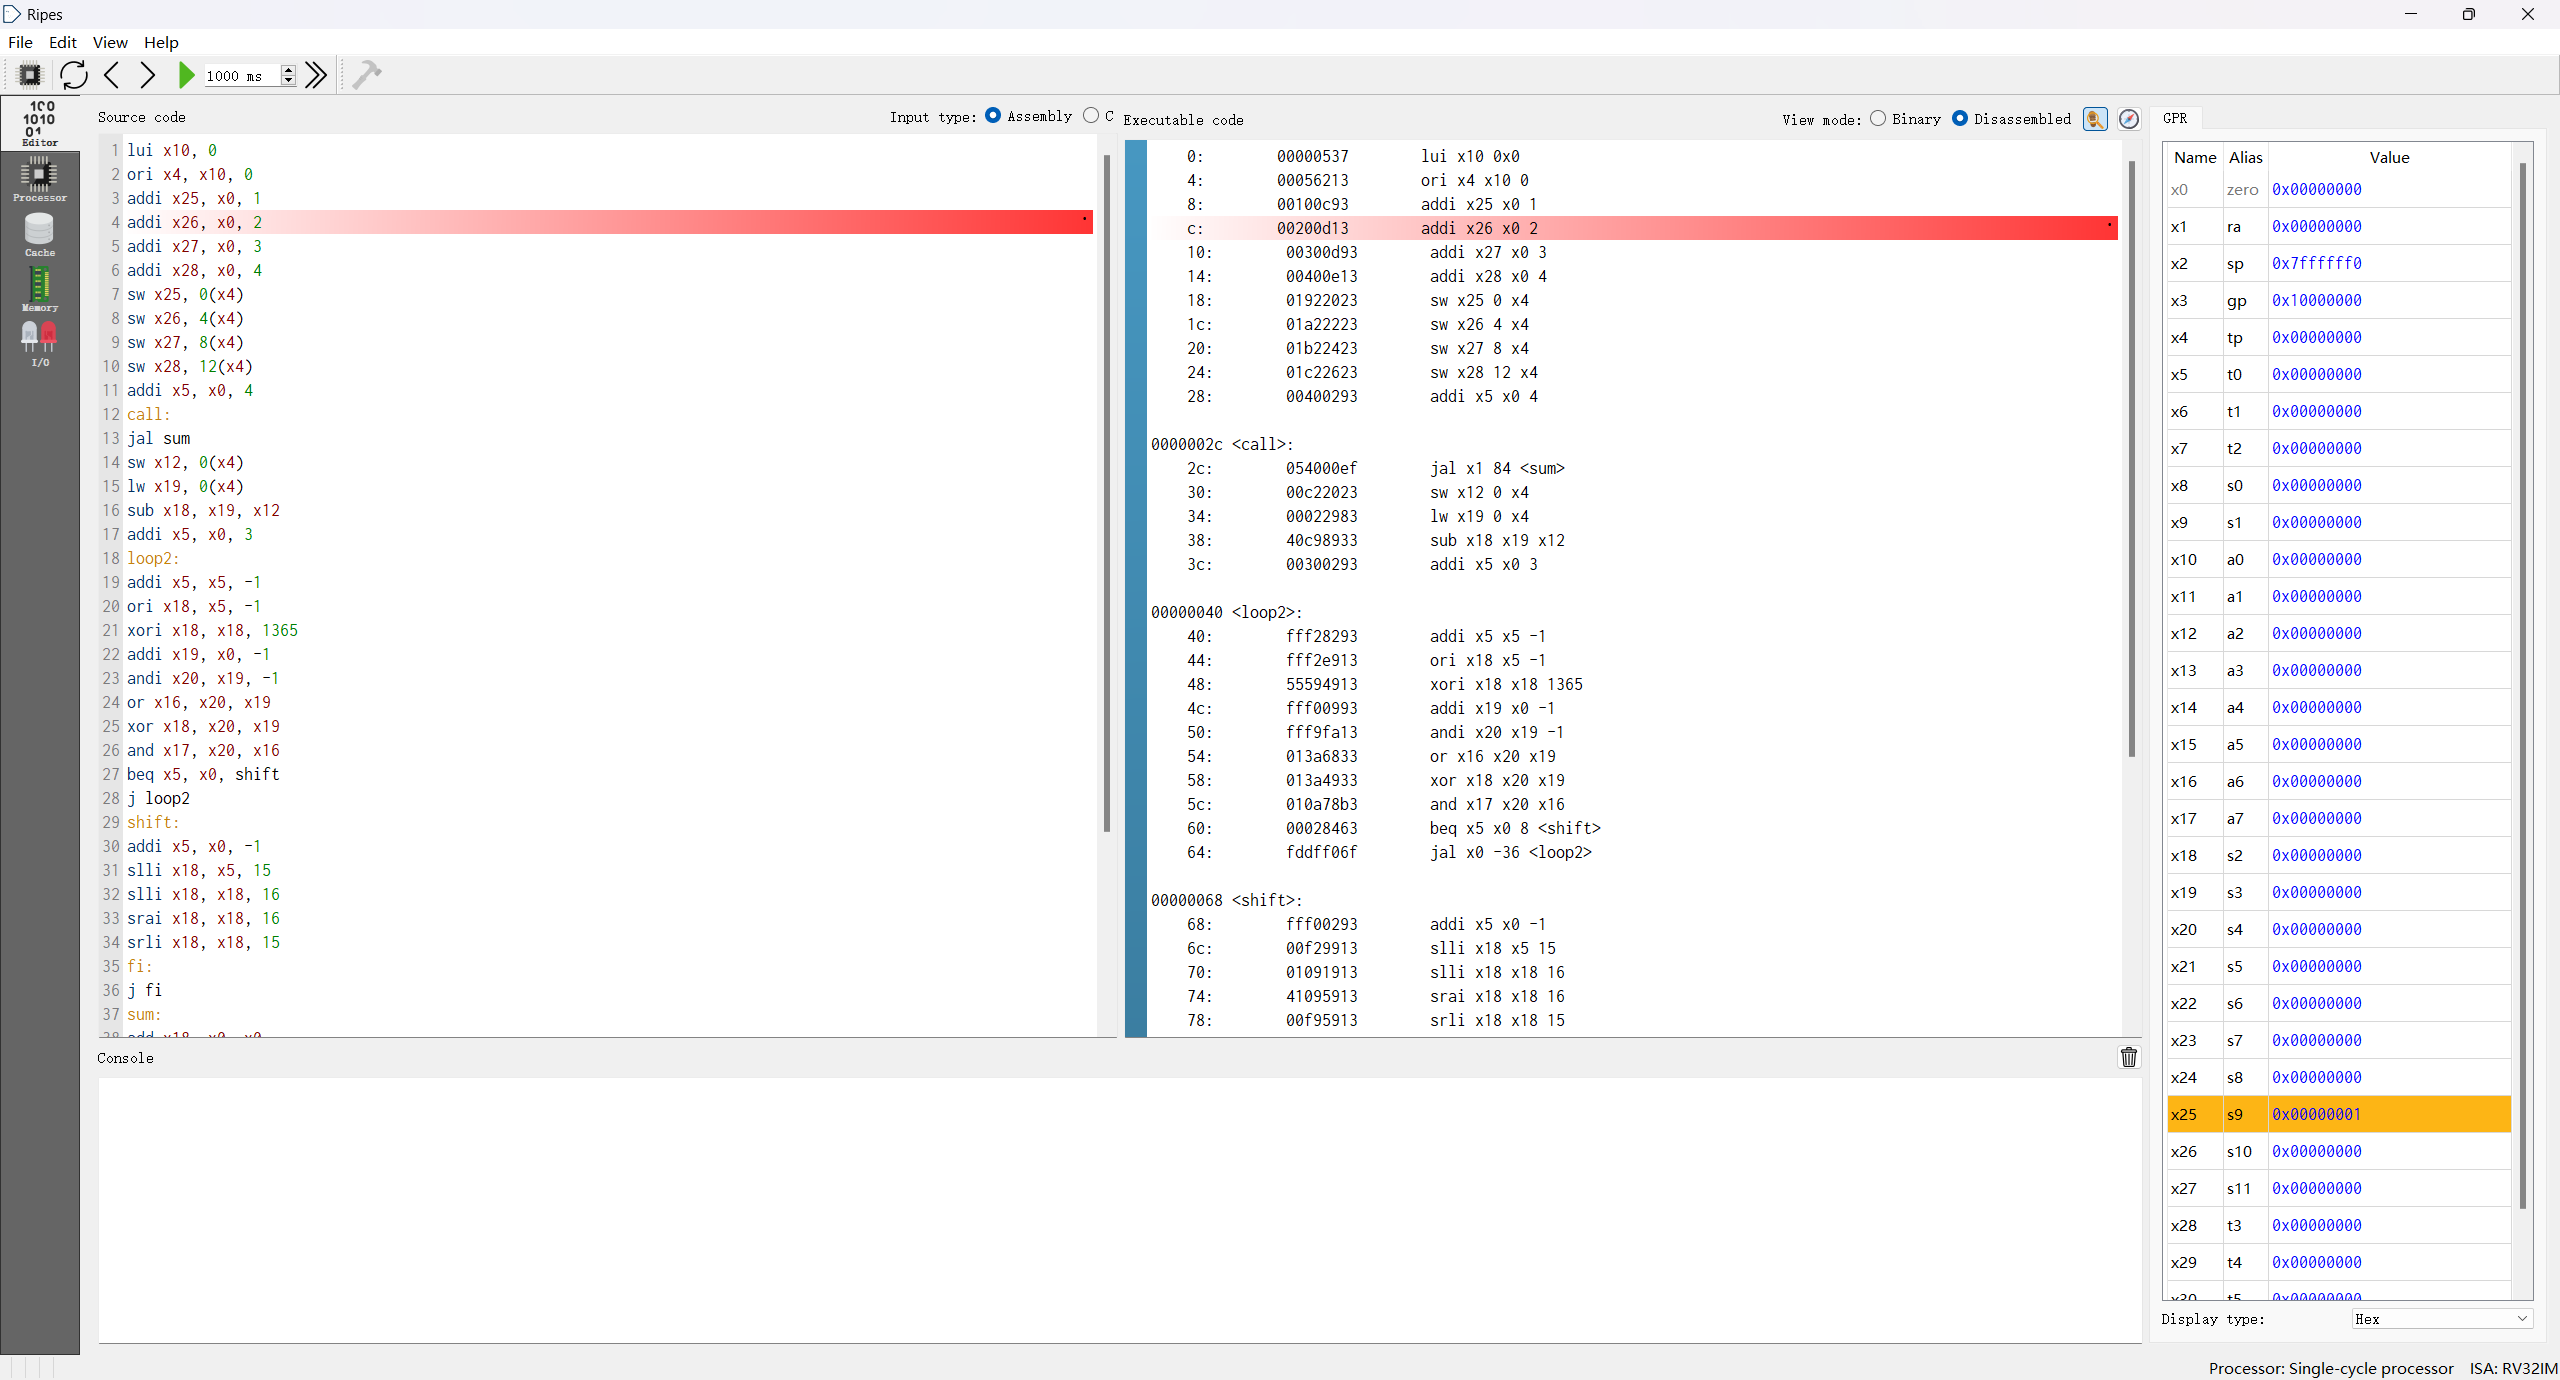 Ripes
File Edit View Help
1000 ms
Editor
Processor
Cache
Memory
I/O
Source code
Input type: Assembly C
1 lui x10, 0
2 ori x4, x10, 0
3 addi x25, x0, 1
4 addi x26, x0, 2
5 addi x27, x0, 3
6 addi x28, x0, 4
7 sw x25, 0(x4)
8 sw x26, 4(x4)
9 sw x27, 8(x4)
10 sw x28, 12(x4)
11 addi x5, x0, 4
12 call:
13 jal sum
14 sw x12, 0(x4)
15 lw x19, 0(x4)
16 sub x18, x19, x12
17 addi x5, x0, 3
18 loop2:
19 addi x5, x5, -1
20 ori x18, x5, -1
21 xori x18, x18, 1365
22 addi x19, x0, -1
23 andi x20, x19, -1
24 or x16, x20, x19
25 xor x18, x20, x19
26 and x17, x20, x16
27 beq x5, x0, shift
28 j loop2
29 shift:
30 addi x5, x0, -1
31 slli x18, x5, 15
32 slli x18, x18, 16
33 srai x18, x18, 16
34 srli x18, x18, 15
35 fi:
36 j fi
37 sum:
38 add x18, x0, x0
Executable code
View mode: Binary Disassembled
0: 00000537 lui x10 0x0
4: 00056213 ori x4 x10 0
8: 00100c93 addi x25 x0 1
c: 00200d13 addi x26 x0 2
10: 00300d93 addi x27 x0 3
14: 00400e13 addi x28 x0 4
18: 01922023 sw x25 0 x4
1c: 01a22223 sw x26 4 x4
20: 01b22423 sw x27 8 x4
24: 01c22623 sw x28 12 x4
28: 00400293 addi x5 x0 4
0000002c <call>:
2c: 054000ef jal x1 84 <sum>
30: 00c22023 sw x12 0 x4
34: 00022983 lw x19 0 x4
38: 40c98933 sub x18 x19 x12
3c: 00300293 addi x5 x0 3
00000040 <loop2>:
40: fff28293 addi x5 x5 -1
44: fff2e913 ori x18 x5 -1
48: 55594913 xori x18 x18 1365
4c: fff00993 addi x19 x0 -1
50: fff9fa13 andi x20 x19 -1
54: 013a6833 or x16 x20 x19
58: 013a4933 xor x18 x20 x19
5c: 010a78b3 and x17 x20 x16
60: 00028463 beq x5 x0 8 <shift>
64: fddff06f jal x0 -36 <loop2>
00000068 <shift>:
68: fff00293 addi x5 x0 -1
6c: 00f29913 slli x18 x5 15
70: 01091913 slli x18 x18 16
74: 41095913 srai x18 x18 16
78: 00f95913 srli x18 x18 15
Console
GPR
Name Alias Value
x0 zero 0x00000000
x1 ra 0x00000000
x2 sp 0x7ffffff0
x3 gp 0x10000000
x4 tp 0x00000000
x5 t0 0x00000000
x6 t1 0x00000000
x7 t2 0x00000000
x8 s0 0x00000000
x9 s1 0x00000000
x10 a0 0x00000000
x11 a1 0x00000000
x12 a2 0x00000000
x13 a3 0x00000000
x14 a4 0x00000000
x15 a5 0x00000000
x16 a6 0x00000000
x17 a7 0x00000000
x18 s2 0x00000000
x19 s3 0x00000000
x20 s4 0x00000000
x21 s5 0x00000000
x22 s6 0x00000000
x23 s7 0x00000000
x24 s8 0x00000000
x25 s9 0x00000001
x26 s10 0x00000000
x27 s11 0x00000000
x28 t3 0x00000000
x29 t4 0x00000000
x30 t5 0x00000000
Display type: Hex
Processor: Single-cycle processor ISA: RV32IM